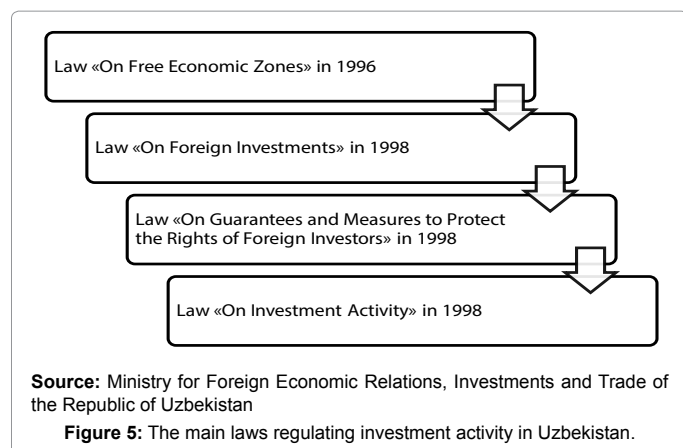 Law «On Free Economic Zones» in 1996
Law «On Foreign Investments» in 1998
Law «On Guarantees and Measures to Protect
the Rights of Foreign Investors» in 1998
Law «On Investment Activity» in 1998
Source: Ministry for Foreign Economic Relations, Investments and Trade of
the Republic of Uzbekistan
Figure 5: The main laws regulating investment activity in Uzbekistan.